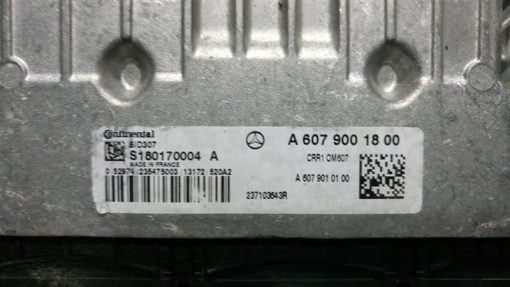 Continental
SID307
S180170004 A
MADE IN FRANCE
0 52974 235475003 13172 520A2
A 607 900 18 00
CRR1 OM607
A 607 901 01 00
237103643R